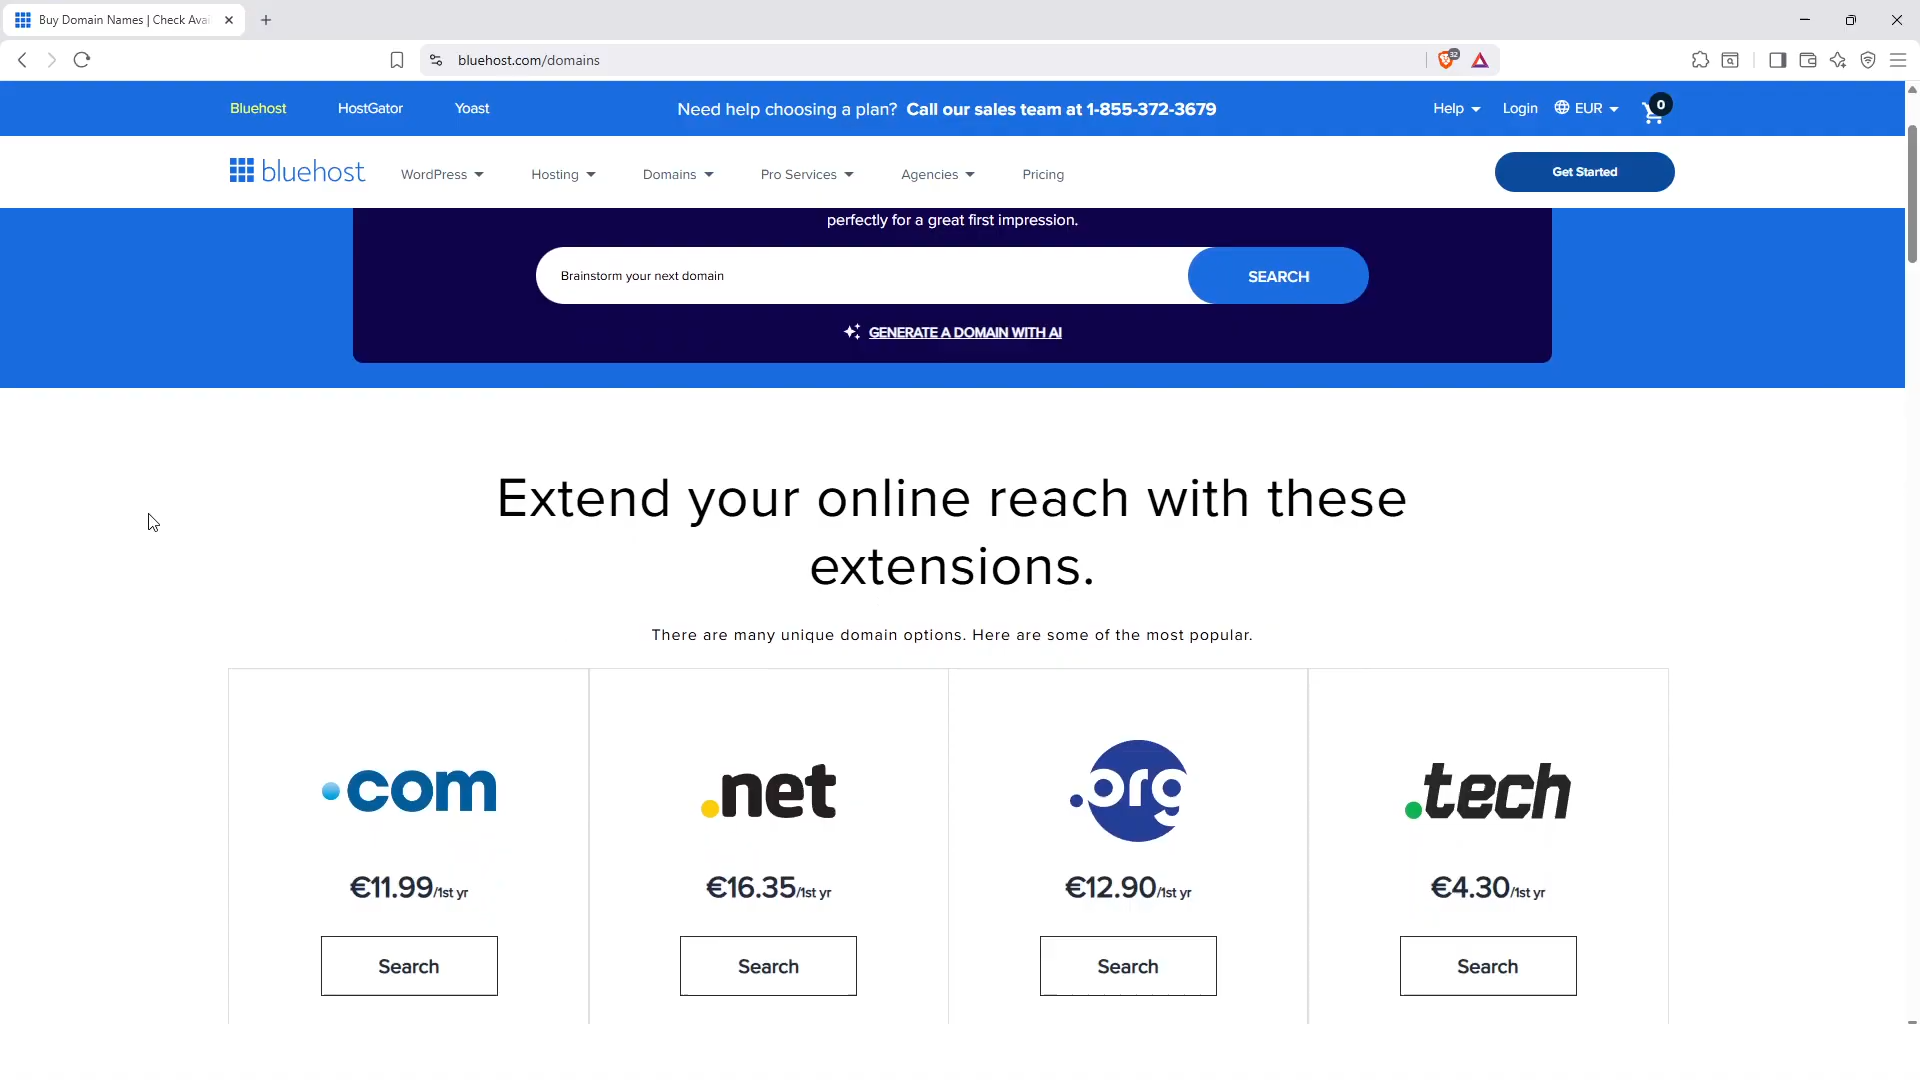 Buy Domain Names | Check Avai
bluehost.com/domains
32
Bluehost HostGator Yoast Need help choosing a plan? Call our sales team at 1-855-372-3679 Help Login EUR 0
bluehost WordPress Hosting Domains Pro Services Agencies Pricing Get Started
perfectly for a great first impression.
Brainstorm your next domain SEARCH
GENERATE A DOMAIN WITH AI
Extend your online reach with these
extensions.
There are many unique domain options. Here are some of the most popular.
.com .net .org .tech
€11.99/1st yr €16.35/1st yr €12.90/1st yr €4.30/1st yr
Search Search Search Search